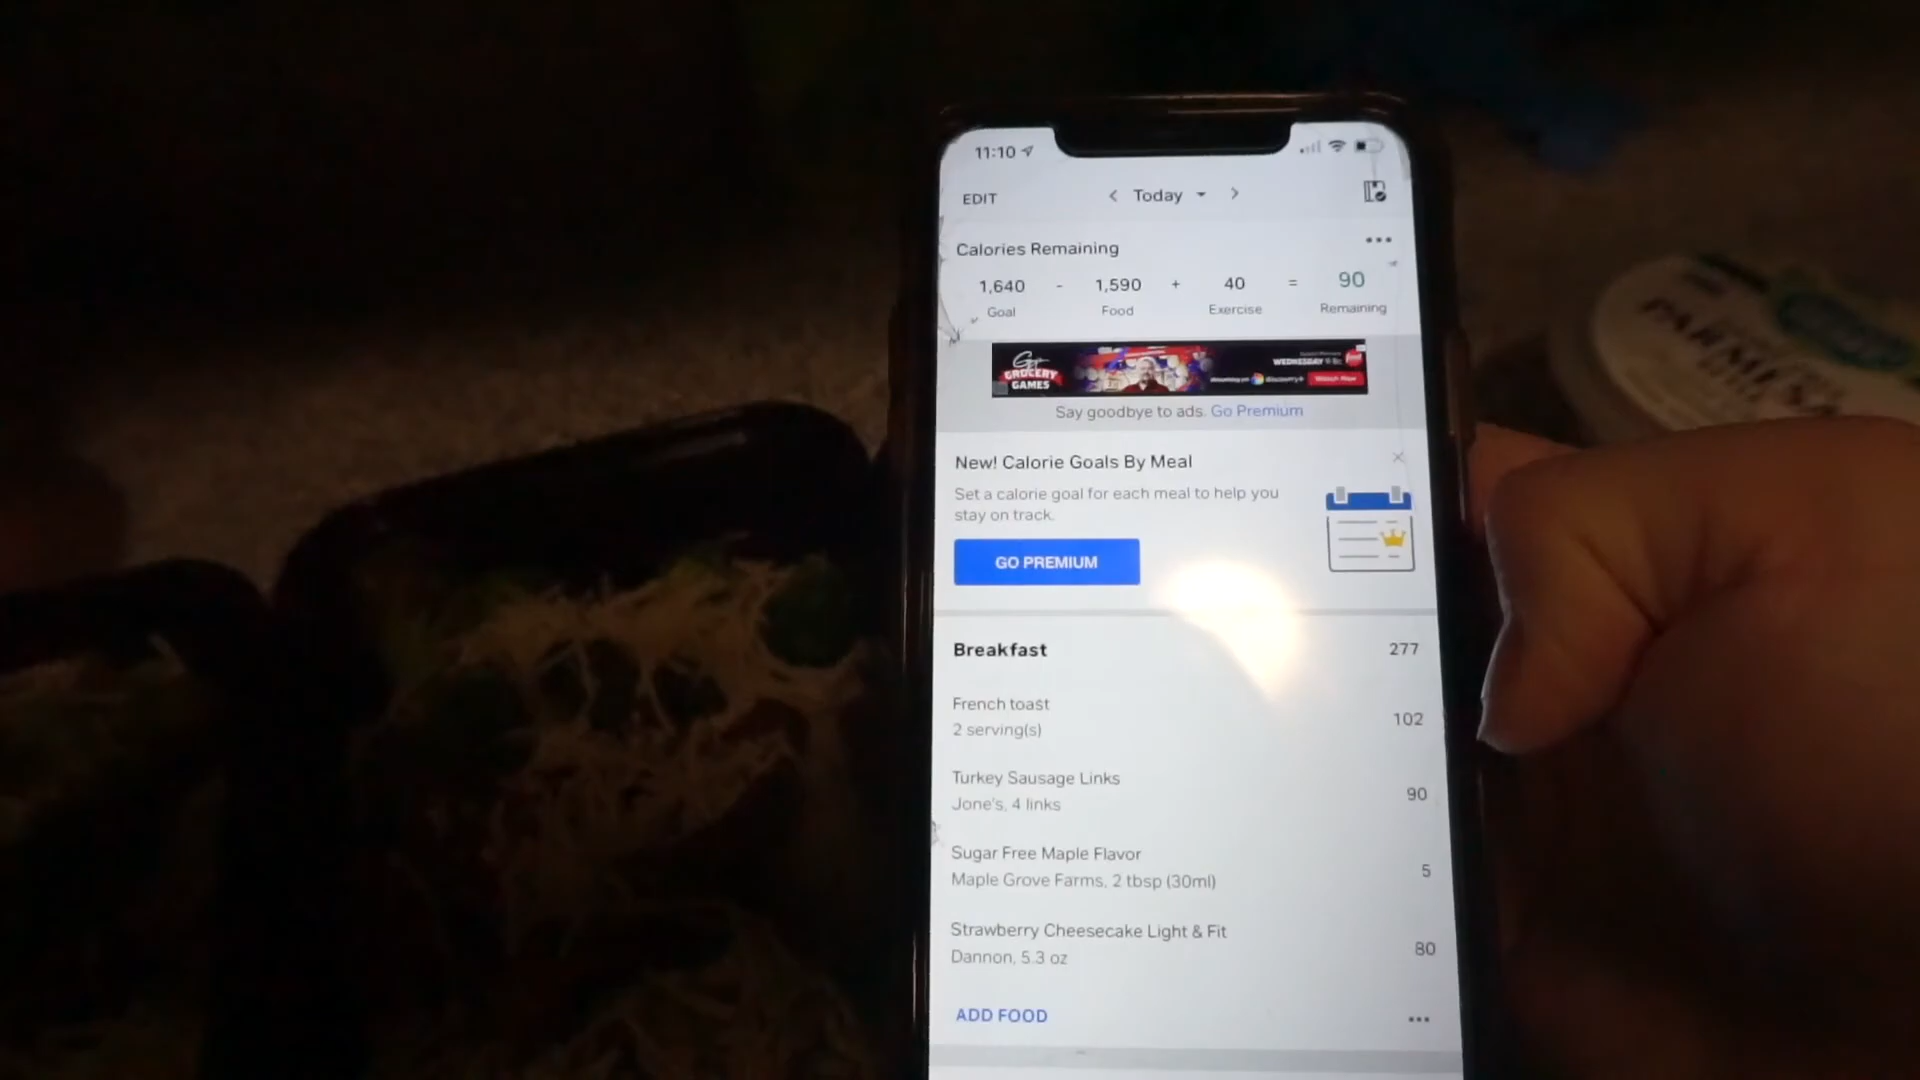 11:10
EDIT
< Today >
Calories Remaining
1,640 - 1,590 + 40 = 90
Goal Food Exercise Remaining
GROCERY
GAMES
WEDNESDAY
discovery+
Watch Now
Say goodbye to ads. Go Premium
New! Calorie Goals By Meal
Set a calorie goal for each meal to help you
stay on track.
GO PREMIUM
Breakfast 277
French toast
2 serving(s) 102
Turkey Sausage Links
Jone's, 4 links 90
Sugar Free Maple Flavor
Maple Grove Farms, 2 tbsp (30ml) 5
Strawberry Cheesecake Light & Fit
Dannon, 5.3 oz 80
ADD FOOD